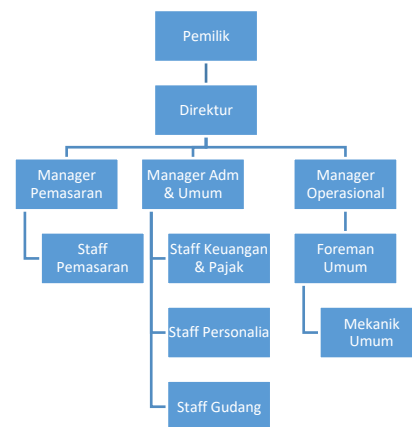 Pemilik
Direktur
Manager
Pemasaran
Manager Adm
& Umum
Manager
Operasional
Staff
Pemasaran
Staff Keuangan
& Pajak
Foreman
Umum
Staff Personalia
Mekanik
Umum
Staff Gudang